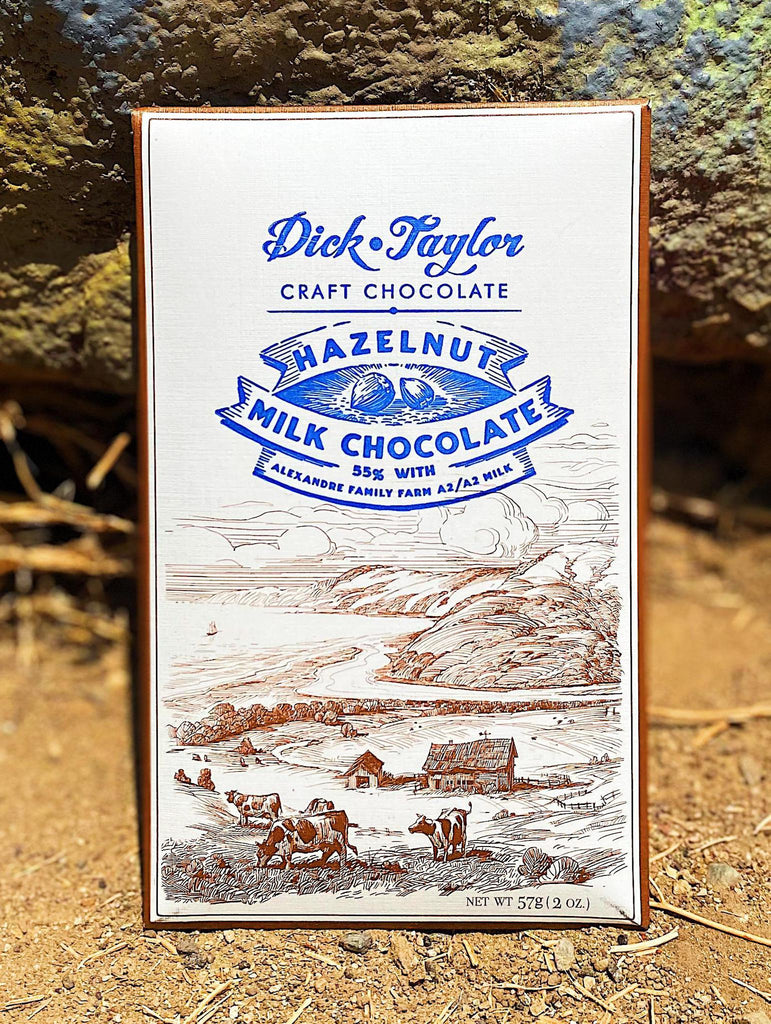 Dick • Taylor
CRAFT CHOCOLATE
HAZELNUT
MILK CHOCOLATE
55% WITH
ALEXANDRE FAMILY FARM A2/A2 MILK
NET WT 57g (2 OZ.)